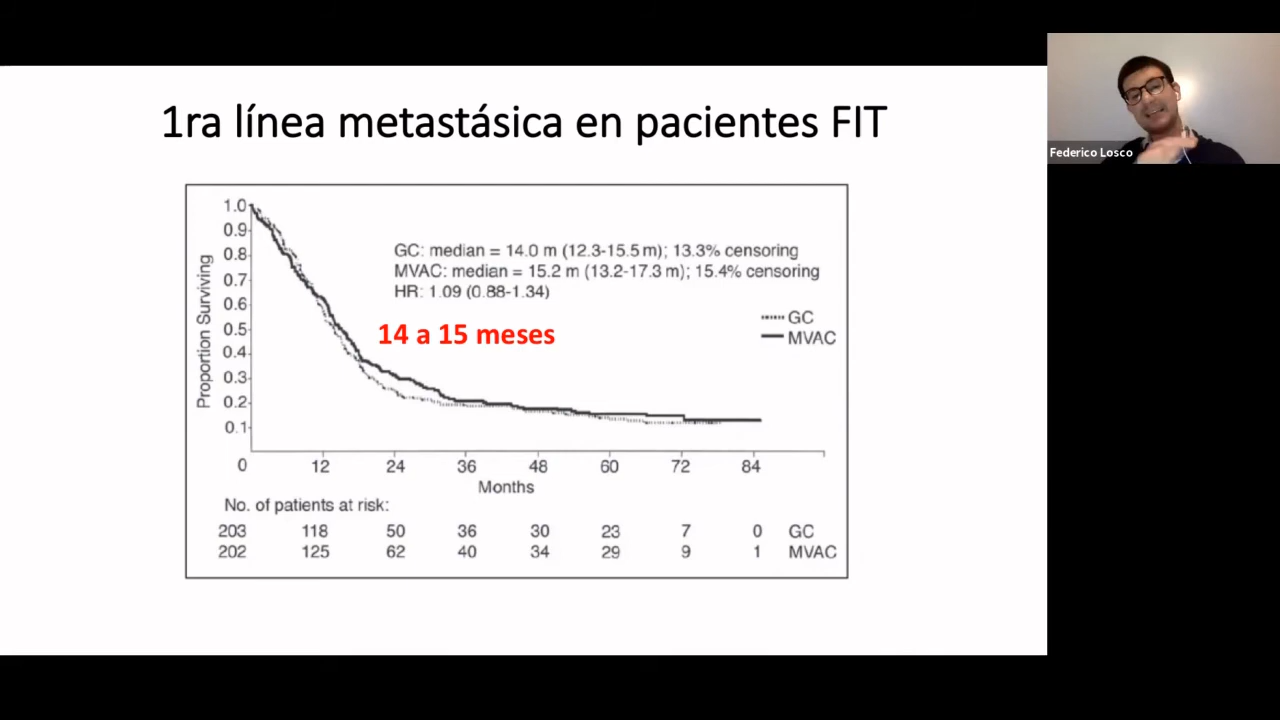 1ra línea metastásica en pacientes FIT
Federico Losco
Proportion Surviving
1.0
0.9
0.8
0.7
0.6
0.5
0.4
0.3
0.2
0.1
GC: median = 14.0 m (12.3-15.5 m); 13.3% censoring
MVAC: median = 15.2 m (13.2-17.3 m); 15.4% censoring
HR: 1.09 (0.88-1.34)
14 a 15 meses
GC
MVAC
0 12 24 36 48 60 72 84
Months
No. of patients at risk:
203 118 50 36 30 23 7 0 GC
202 125 62 40 34 29 9 1 MVAC